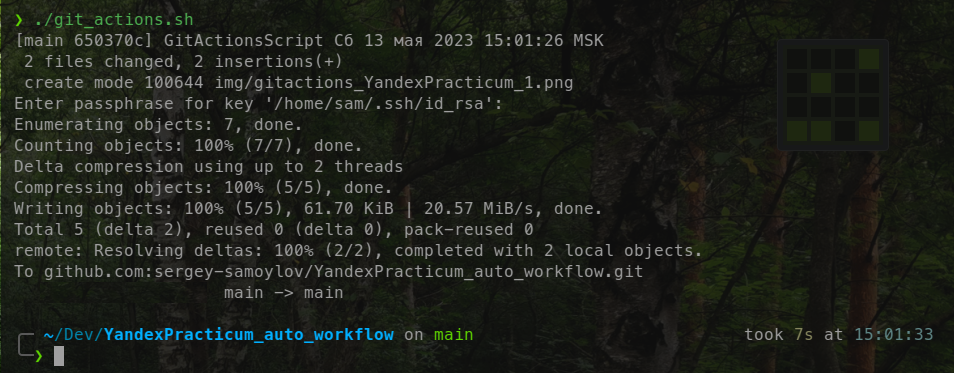 ❯ ./git_actions.sh
[main 650370c] GitActionsScript Сб 13 мая 2023 15:01:26 MSK
 2 files changed, 2 insertions(+)
 create mode 100644 img/gitactions_YandexPracticum_1.png
Enter passphrase for key '/home/sam/.ssh/id_rsa':
Enumerating objects: 7, done.
Counting objects: 100% (7/7), done.
Delta compression using up to 2 threads
Compressing objects: 100% (5/5), done.
Writing objects: 100% (5/5), 61.70 KiB | 20.57 MiB/s, done.
Total 5 (delta 2), reused 0 (delta 0), pack-reused 0
remote: Resolving deltas: 100% (2/2), completed with 2 local objects.
To github.com:sergey-samoylov/YandexPracticum_auto_workflow.git
                     main -> main
~/Dev/YandexPracticum_auto_workflow on main took 7s at 15:01:33
❯